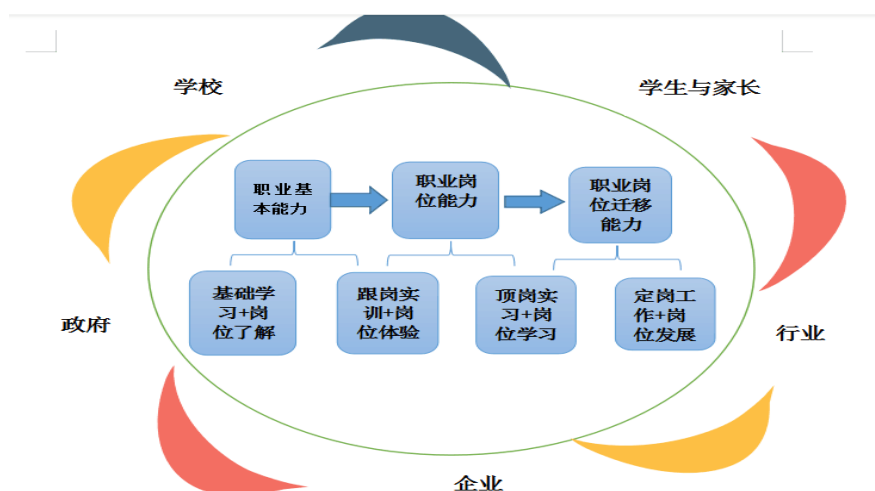 学校
学生与家长
职业基
本能力
职业岗
位能力
职业岗
位迁移
能力
基础学
习+岗
位了解
跟岗实
训+岗
位体验
顶岗实
习+岗
位学习
定岗工
作+岗
位发展
政府
行业
企业